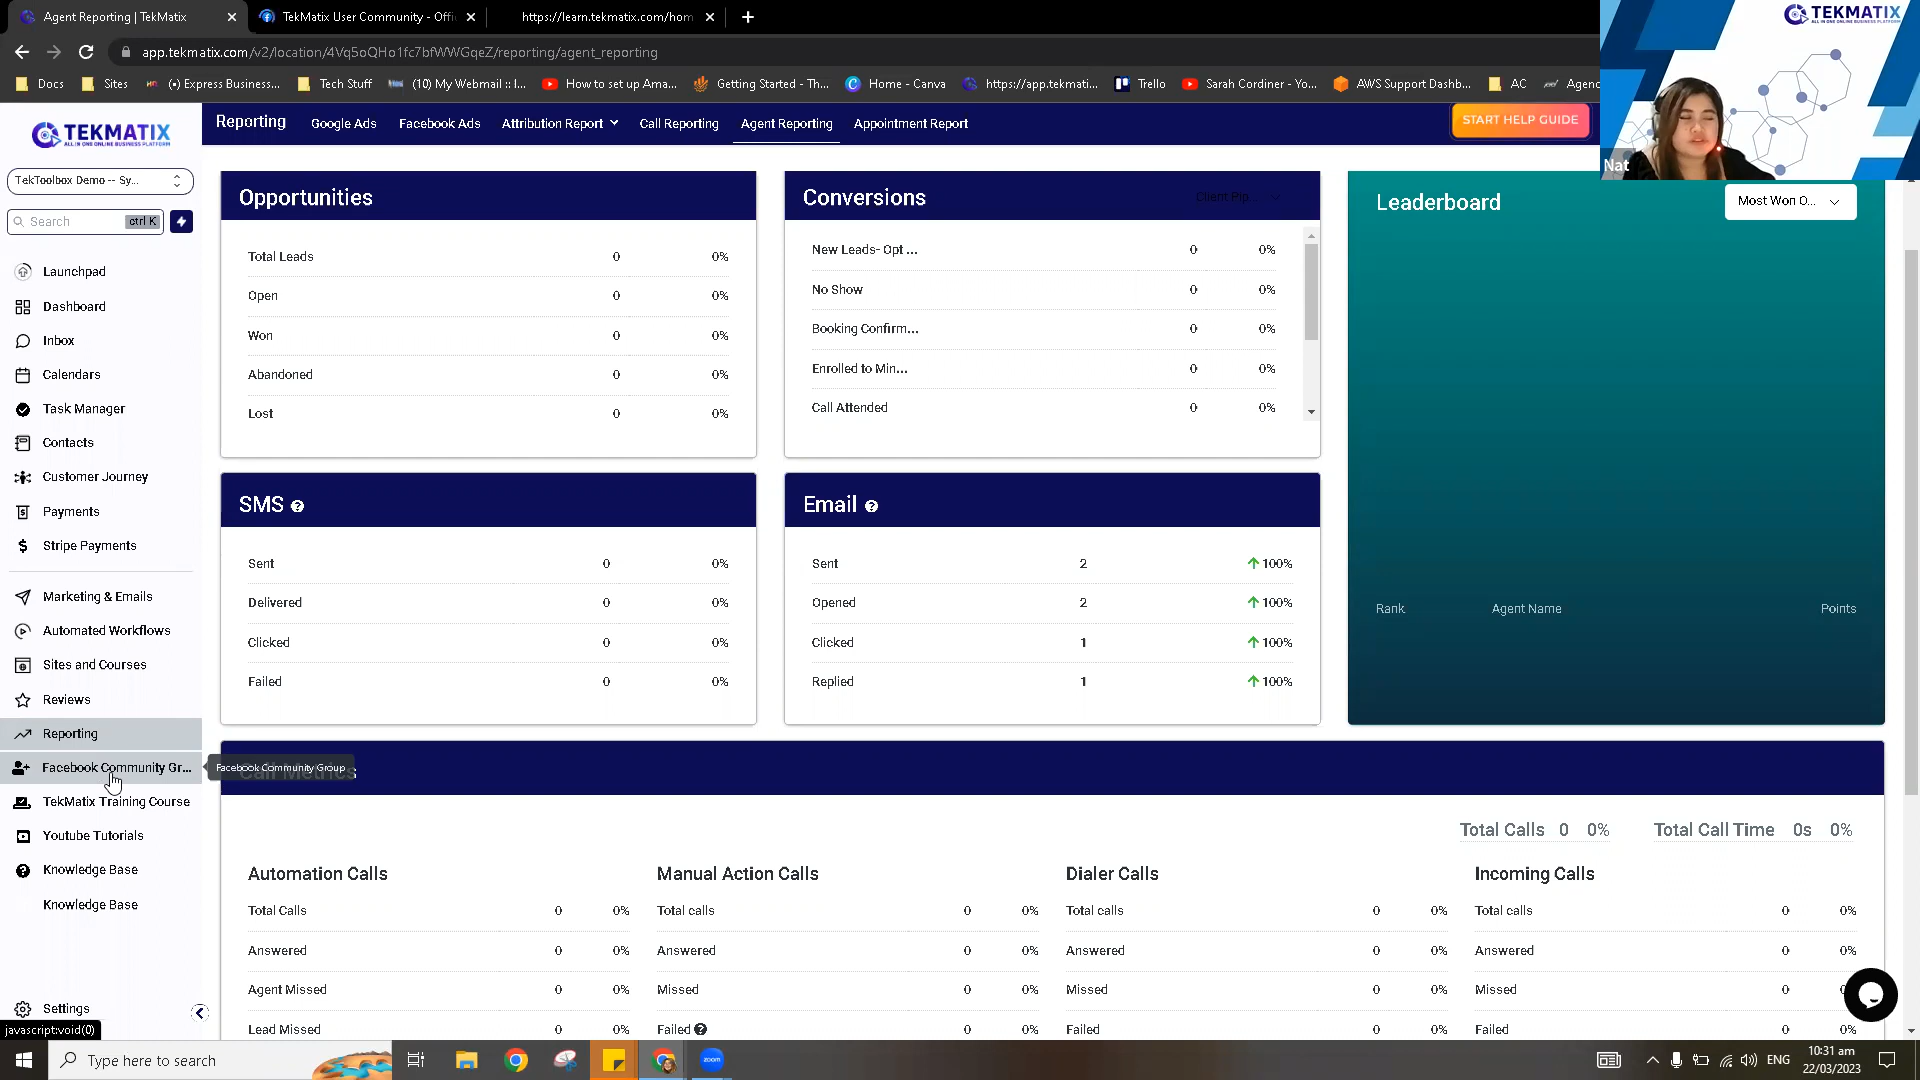 Agent Reporting | TekMatix
TekMatix User Community - Offi
https://learn.tekmatix.com/hom
app.tekmatix.com/v2/location/4Vq5oQHo1fc7bfWWGqeZ/reporting/agent_reporting
Docs
Sites
(•) Express Business...
Tech Stuff
(10) My Webmail :: I...
How to set up Ama...
Getting Started - Th...
Home - Canva
https://app.tekmati...
Trello
Sarah Cordiner - Yo...
AWS Support Dashb...
AC
Agenc
TEKMATIX
ALL IN ONE ONLINE BUSINESS PLATFORM
Nat
TEKMATIX
ALL IN ONE ONLINE BUSINESS PLATFORM
Reporting
Google Ads
Facebook Ads
Attribution Report
Call Reporting
Agent Reporting
Appointment Report
START HELP GUIDE
TekToolbox Demo -- Sy...
Search
ctrl K
Launchpad
Dashboard
Inbox
Calendars
Task Manager
Contacts
Customer Journey
Payments
Stripe Payments
Marketing & Emails
Automated Workflows
Sites and Courses
Reviews
Reporting
Facebook Community Gr...
TekMatix Training Course
Youtube Tutorials
Knowledge Base
Knowledge Base
Settings
javascript:void(0)
Facebook Community Group
Opportunities
Total Leads 0 0%
Open 0 0%
Won 0 0%
Abandoned 0 0%
Lost 0 0%
Conversions
Client Pip...
New Leads- Opt ... 0 0%
No Show 0 0%
Booking Confirm... 0 0%
Enrolled to Min... 0 0%
Call Attended 0 0%
Leaderboard
Most Won O...
Rank Agent Name Points
SMS
Sent 0 0%
Delivered 0 0%
Clicked 0 0%
Failed 0 0%
Email
Sent 2 100%
Opened 2 100%
Clicked 1 100%
Replied 1 100%
Call Metrics
Total Calls 0 0%
Total Call Time 0s 0%
Automation Calls
Total Calls 0 0%
Answered 0 0%
Agent Missed 0 0%
Lead Missed 0 0%
Manual Action Calls
Total calls 0 0%
Answered 0 0%
Missed 0 0%
Failed 0 0%
Dialer Calls
Total calls 0 0%
Answered 0 0%
Missed 0 0%
Failed 0 0%
Incoming Calls
Total calls 0 0%
Answered 0 0%
Missed
Failed 0 0%
Type here to search
zoom
ENG
10:31 am
22/03/2023